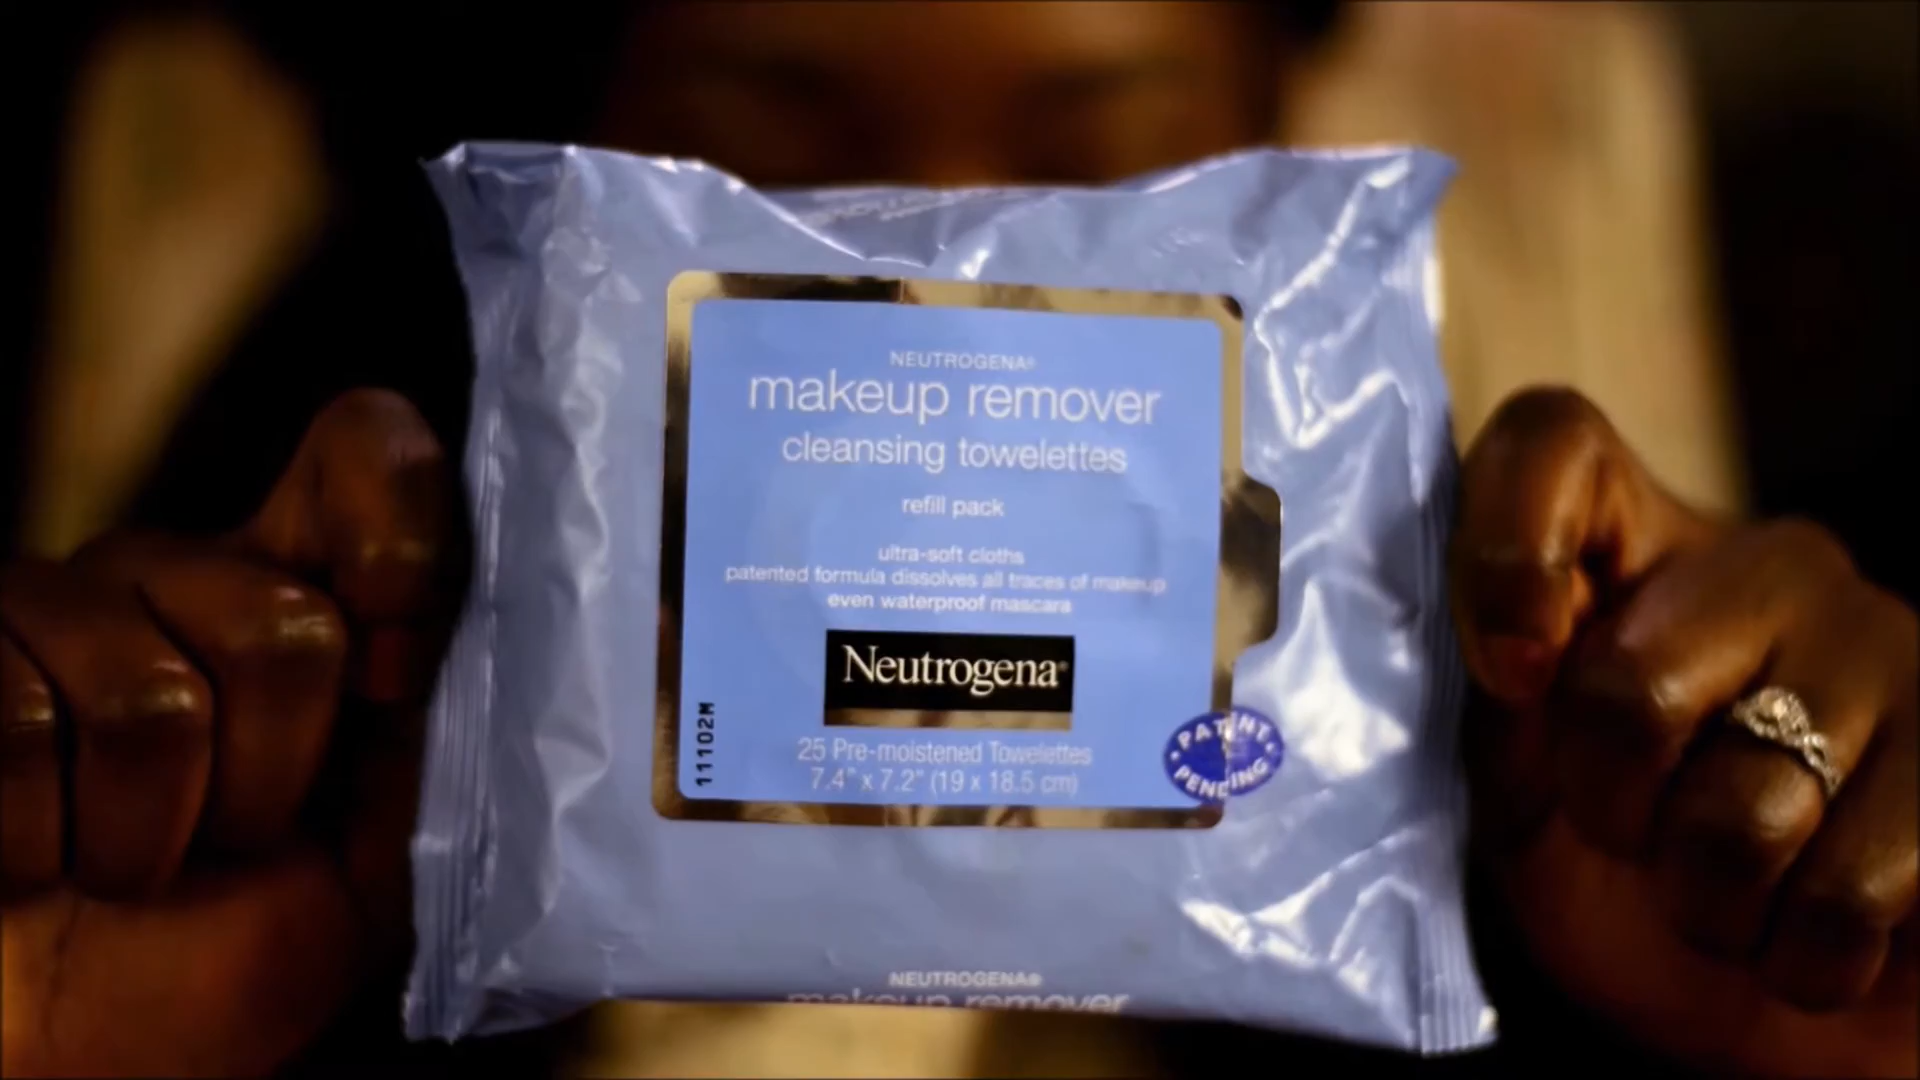 NEUTROGENA®
makeup remover
cleansing towelettes
refill pack
ultra-soft cloths
patented formula dissolves all traces of makeup
even waterproof mascara
Neutrogena®
25 Pre-moistened Towelettes
7.4" x 7.2" (19 x 18.5 cm)
11102M
PATENT
PENDING
NEUTROGENA®
makeup remover